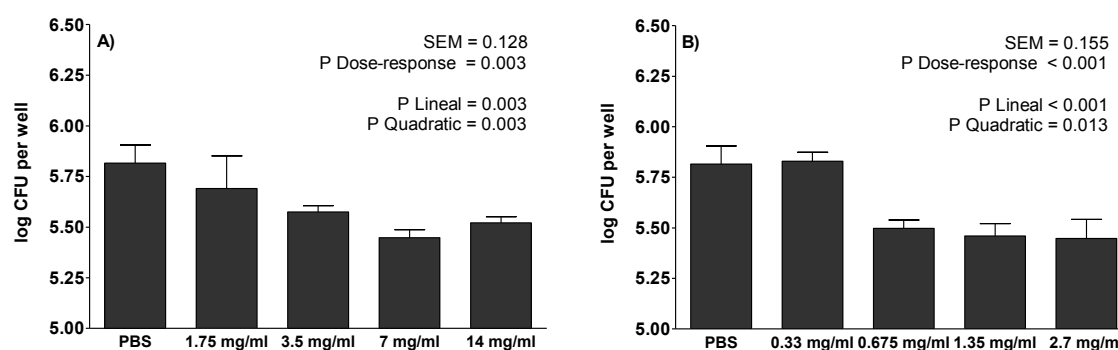 A)
SEM = 0.128
P Dose-response = 0.003
P Lineal = 0.003
P Quadratic = 0.003
log CFU per well
6.50
6.25
6.00
5.75
5.50
5.25
5.00
PBS 1.75 mg/ml 3.5 mg/ml 7 mg/ml 14 mg/ml
B)
SEM = 0.155
P Dose-response < 0.001
P Lineal < 0.001
P Quadratic = 0.013
log CFU per well
6.50
6.25
6.00
5.75
5.50
5.25
5.00
PBS 0.33 mg/ml 0.675 mg/ml 1.35 mg/ml 2.7 mg/m